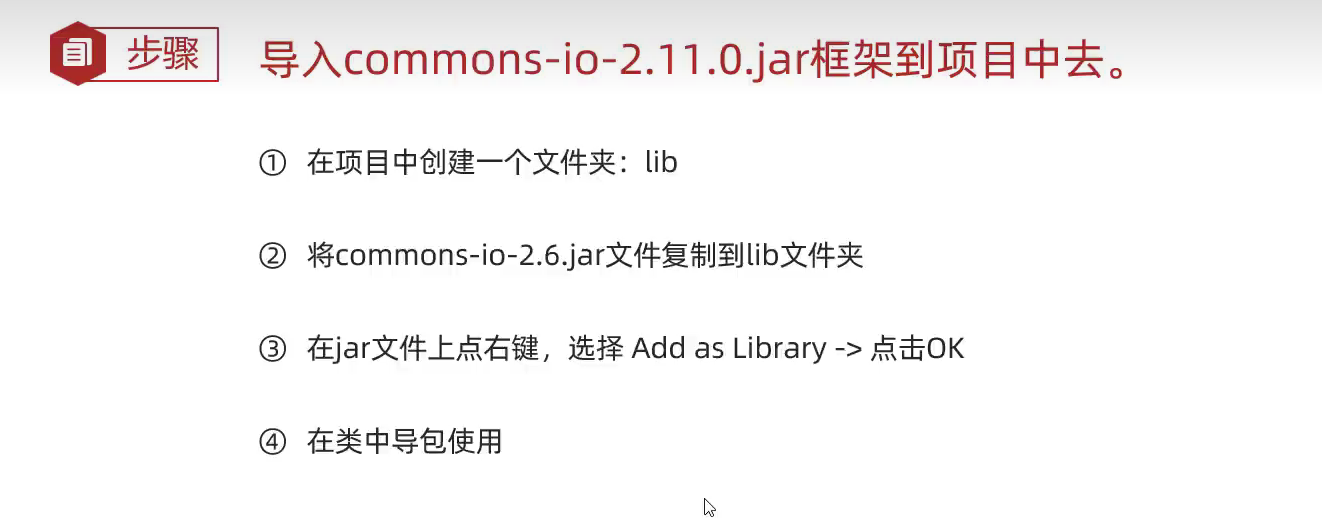 步骤
导入commons-io-2.11.0.jar框架到项目中去。
① 在项目中创建一个文件夹：lib
② 将commons-io-2.6.jar文件复制到lib文件夹
③ 在jar文件上点右键，选择 Add as Library -> 点击OK
④ 在类中导包使用